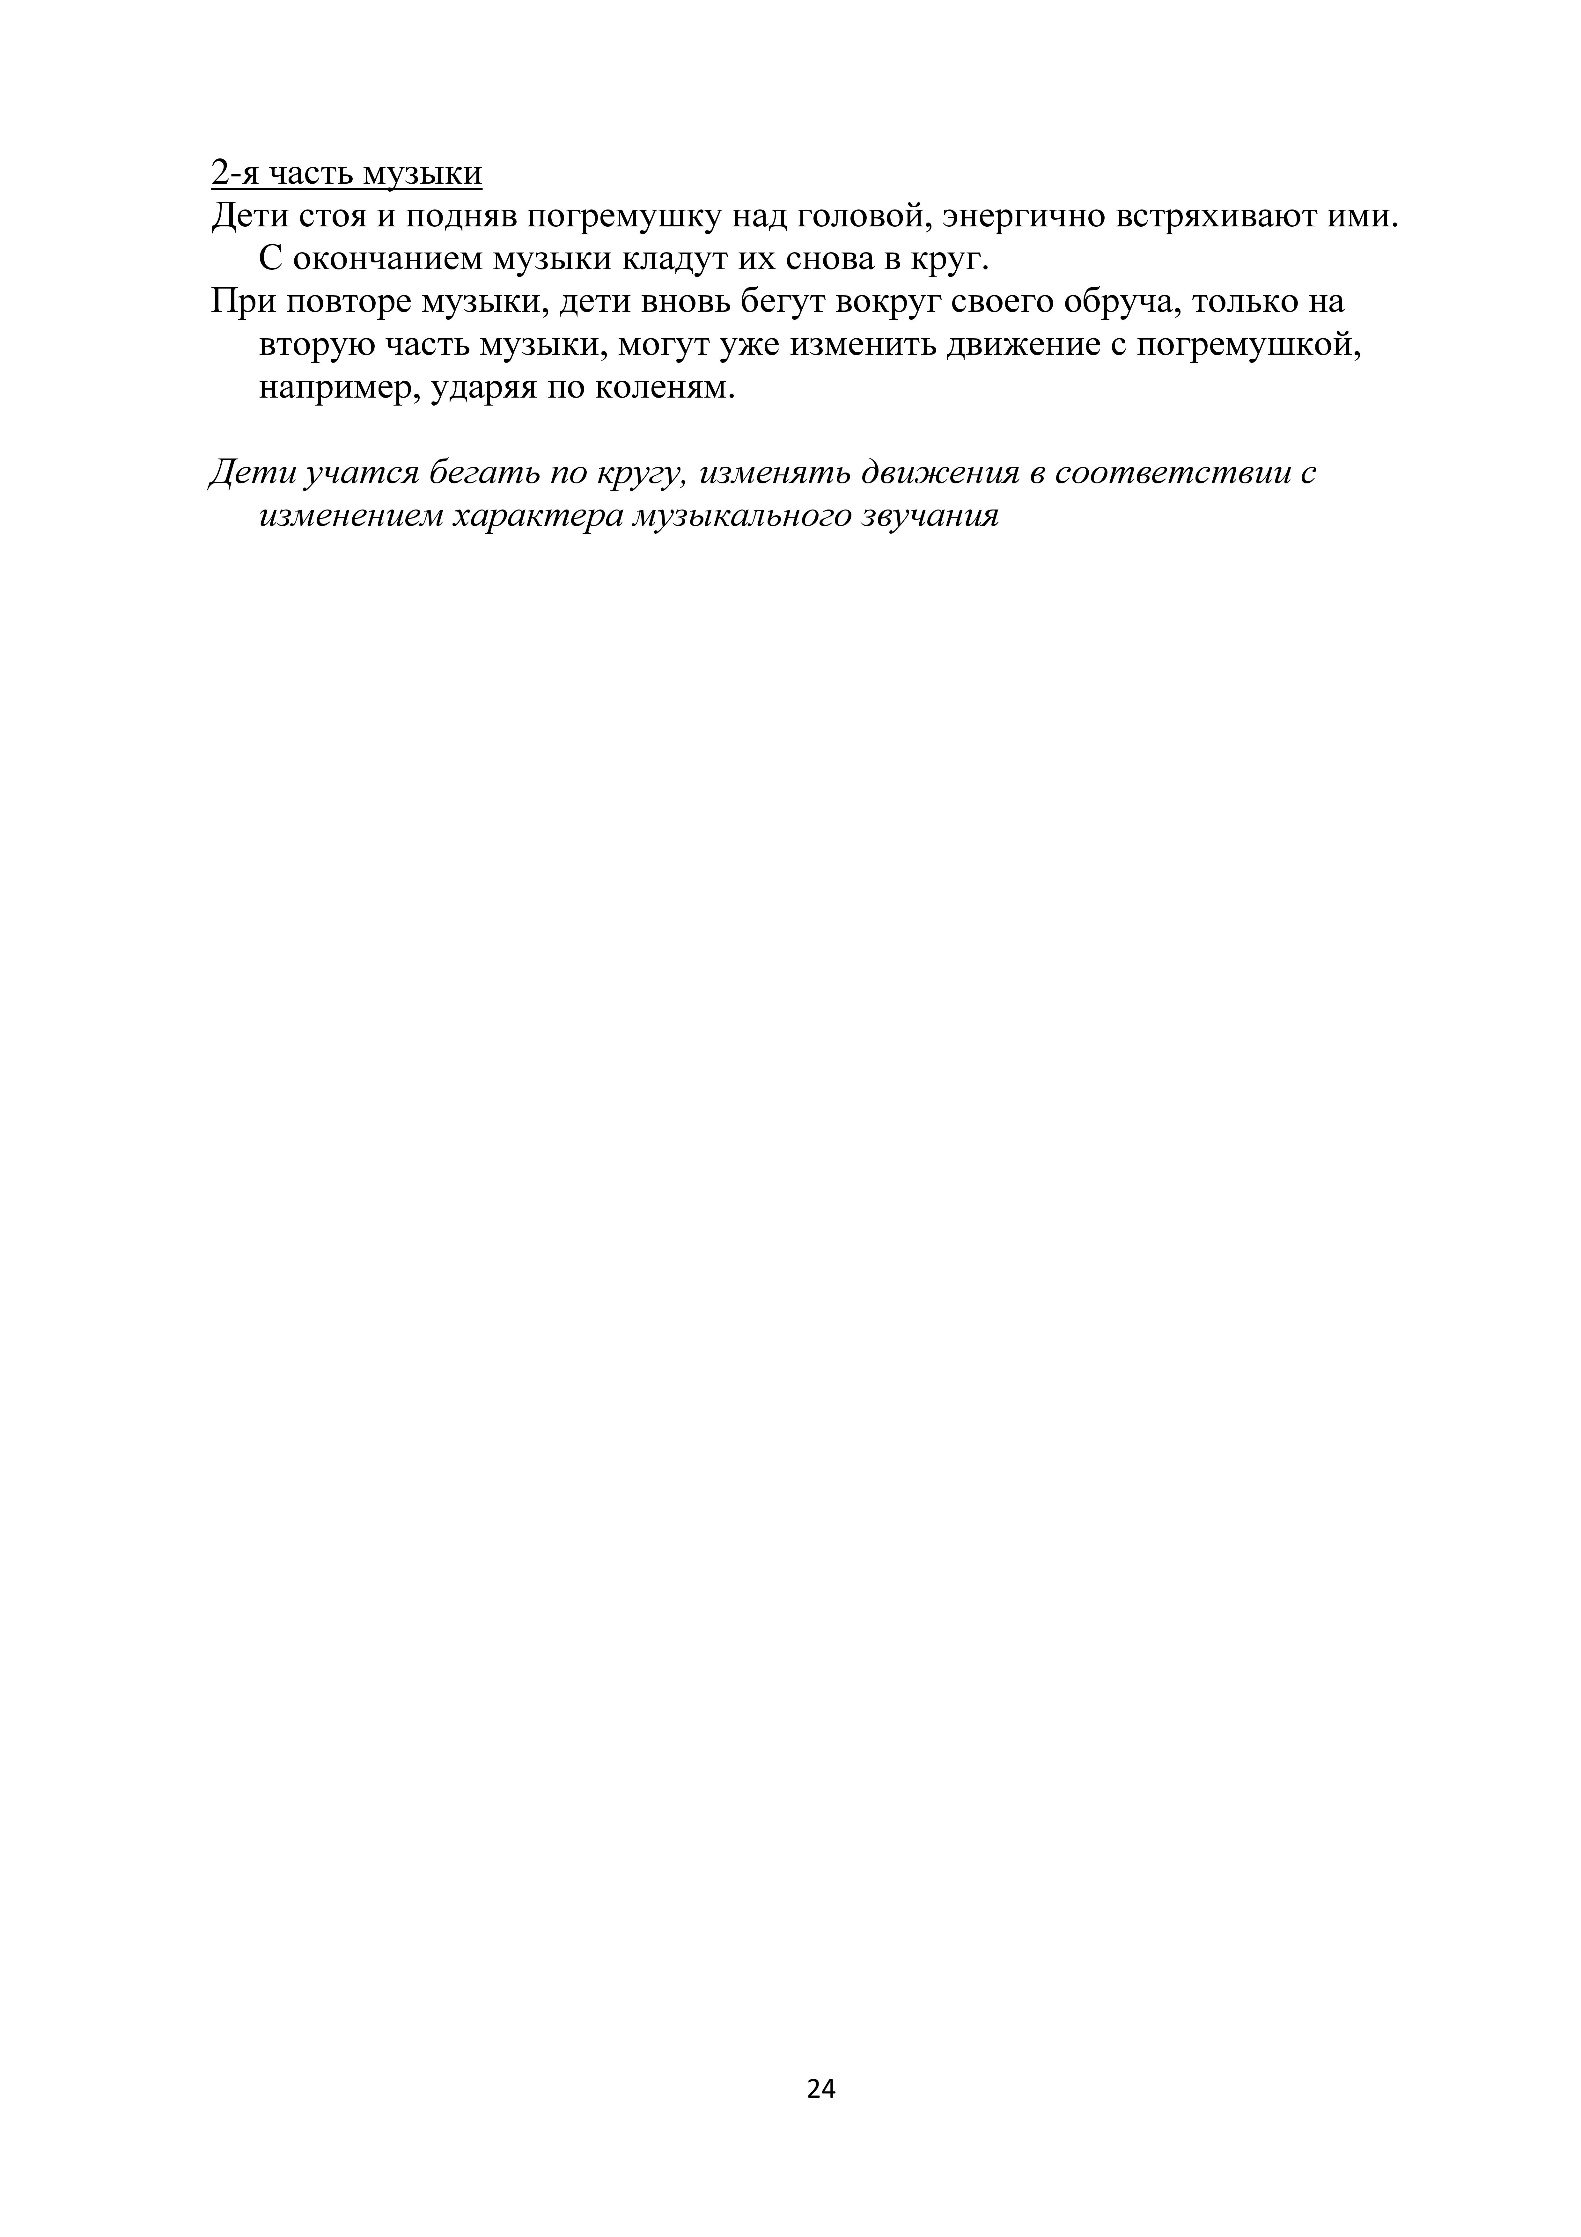 2-я часть музыки
Дети стоя и подняв погремушку над головой, энергично встряхивают ими.
С окончанием музыки кладут их снова в круг.
При повторе музыки, дети вновь бегут вокруг своего обруча, только на
вторую часть музыки, могут уже изменить движение с погремушкой,
например, ударяя по коленям.
Дети учатся бегать по кругу, изменять движения в соответствии с
изменением характера музыкального звучания
24